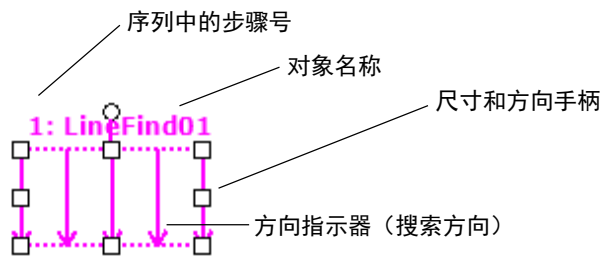 序列中的步骤号
对象名称
尺寸和方向手柄
1: LineFind01
方向指示器（搜索方向）